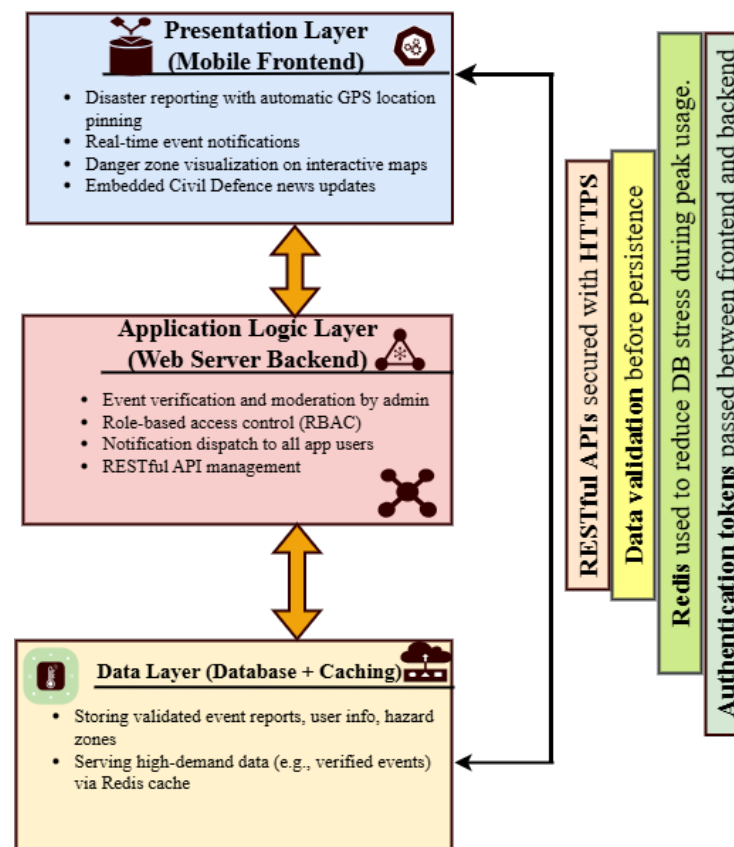 Presentation Layer
(Mobile Frontend)
• Disaster reporting with automatic GPS location
pinning
• Real-time event notifications
• Danger zone visualization on interactive maps
• Embedded Civil Defence news updates
Application Logic Layer
(Web Server Backend)
• Event verification and moderation by admin
• Role-based access control (RBAC)
• Notification dispatch to all app users
• RESTful API management
Data Layer (Database + Caching)
• Storing validated event reports, user info, hazard
zones
• Serving high-demand data (e.g., verified events)
via Redis cache
RESTful APIs secured with HTTPS
Data validation before persistence
Redis used to reduce DB stress during peak usage.
Authentication tokens passed between frontend and backend